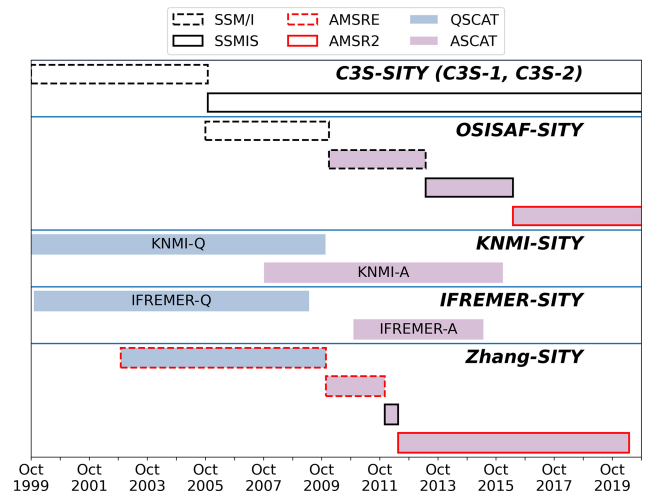 SSM/I AMSRE QSCAT
SSMIS AMSR2 ASCAT
C3S-SITY (C3S-1, C3S-2)
OSISAF-SITY
KNMI-Q KNMI-SITY
KNMI-A
IFREMER-Q IFREMER-SITY
IFREMER-A
Zhang-SITY
Oct Oct Oct Oct Oct Oct Oct Oct Oct Oct Oct
1999 2001 2003 2005 2007 2009 2011 2013 2015 2017 2019